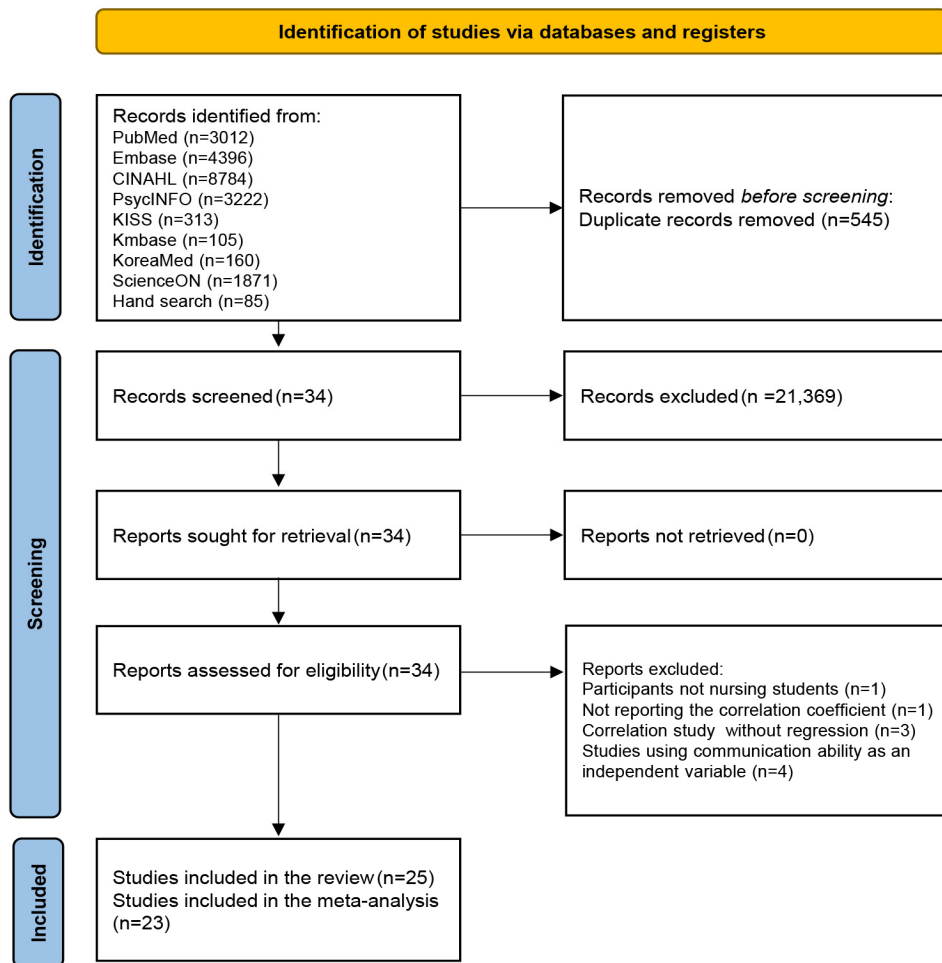 Identification of studies via databases and registers
Identification
Records identified from:
PubMed (n=3012)
Embase (n=4396)
CINAHL (n=8784)
PsycINFO (n=3222)
KISS (n=313)
Kmbase (n=105)
KoreaMed (n=160)
ScienceON (n=1871)
Hand search (n=85)
Records removed before screening:
Duplicate records removed (n=545)
Screening
Records screened (n=34)
Records excluded (n =21,369)
Reports sought for retrieval (n=34)
Reports not retrieved (n=0)
Reports assessed for eligibility (n=34)
Reports excluded:
Participants not nursing students (n=1)
Not reporting the correlation coefficient (n=1)
Correlation study without regression (n=3)
Studies using communication ability as an
independent variable (n=4)
Included
Studies included in the review (n=25)
Studies included in the meta-analysis
(n=23)